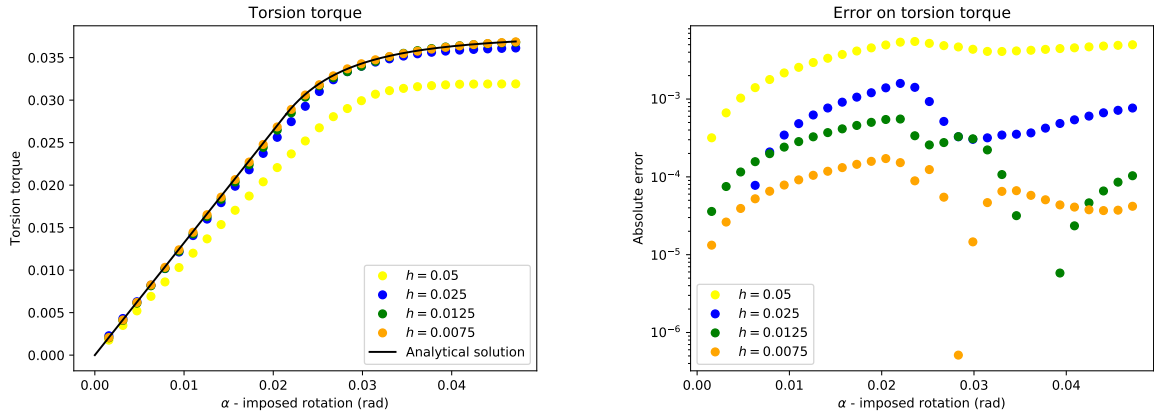 Torsion torque
0.035
0.030
0.025
0.020
0.015
0.010
0.005
0.000
Torsion torque
h = 0.05
h = 0.025
h = 0.0125
h = 0.0075
Analytical solution
0.00 0.01 0.02 0.03 0.04
α - imposed rotation (rad)
Error on torsion torque
10⁻³
10⁻⁴
10⁻⁵
10⁻⁶
Absolute error
h = 0.05
h = 0.025
h = 0.0125
h = 0.0075
0.00 0.01 0.02 0.03 0.04
α - imposed rotation (rad)